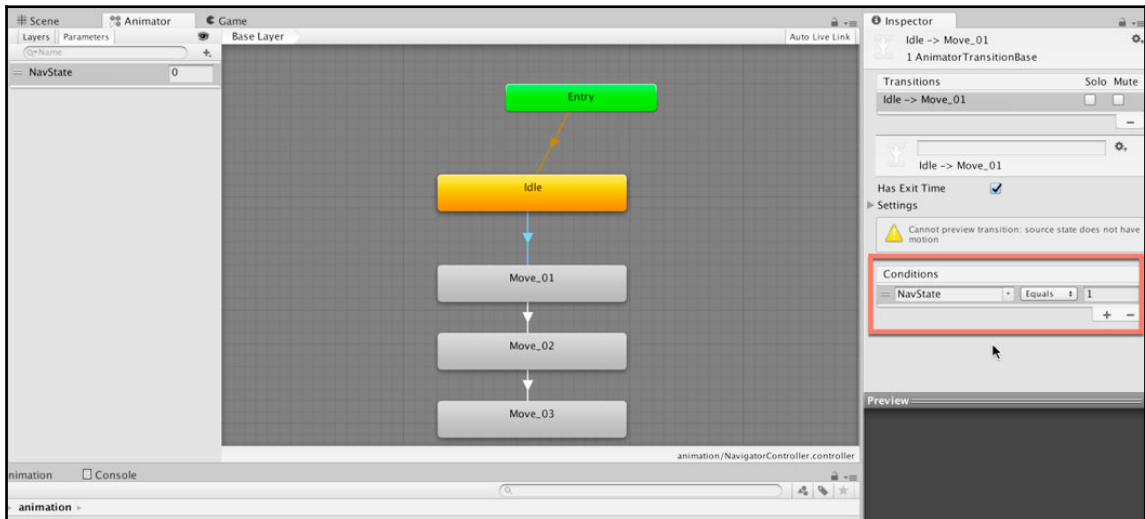 Scene
Animator
Game
Layers
Parameters
Base Layer
Auto Live Link
Name
NavState
0
Entry
Idle
Move_01
Move_02
Move_03
animation/NavigatorController.controller
nimation
Console
animation
Inspector
Idle -> Move_01
1 AnimatorTransitionBase
Transitions
Solo Mute
Idle -> Move_01
Idle -> Move_01
Has Exit Time
Settings
Cannot preview transition: source state does not have
motion
Conditions
NavState
Equals
1
Preview